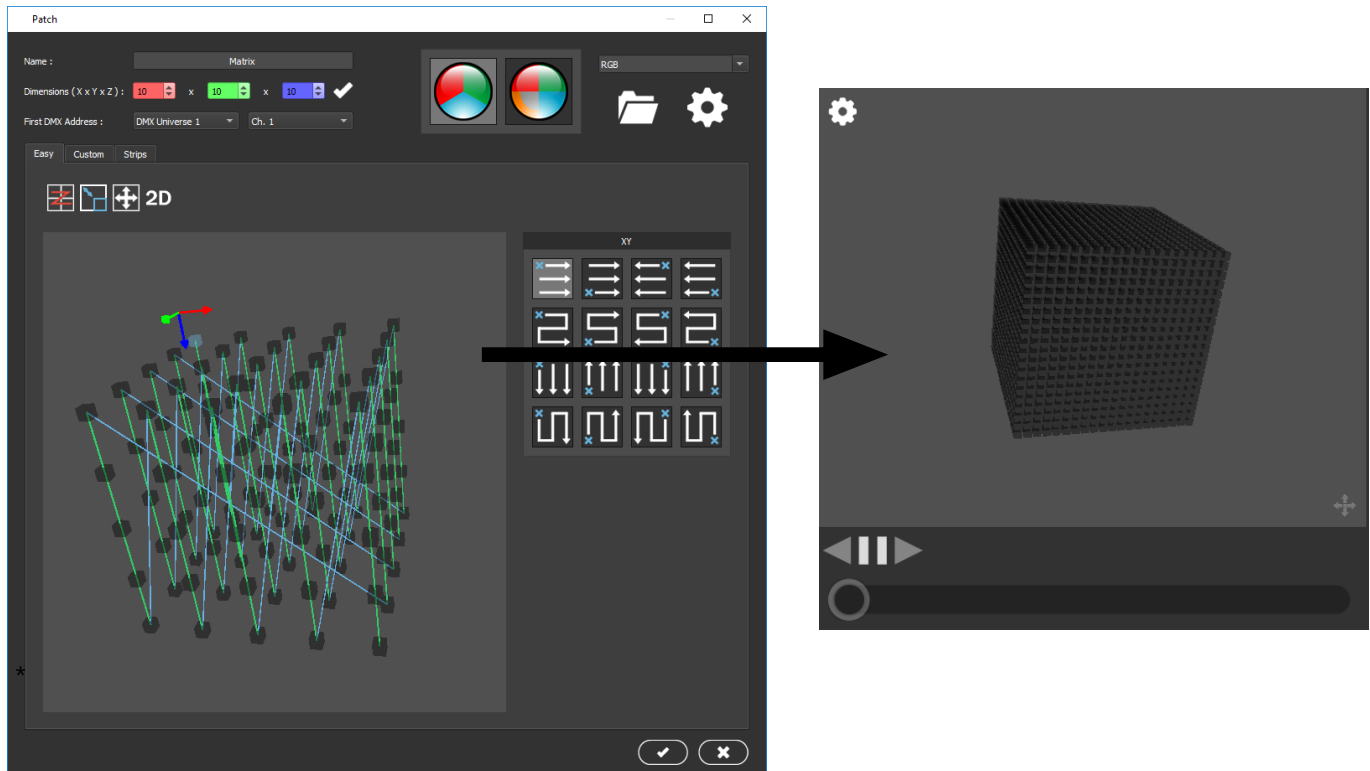 Patch
Name :
Matrix
RGB
Dimensions ( X x Y x Z ) :
10
x
10
x
10
First DMX Address :
DMX Universe 1
Ch. 1
Easy
Custom
Strips
2D
XY
*